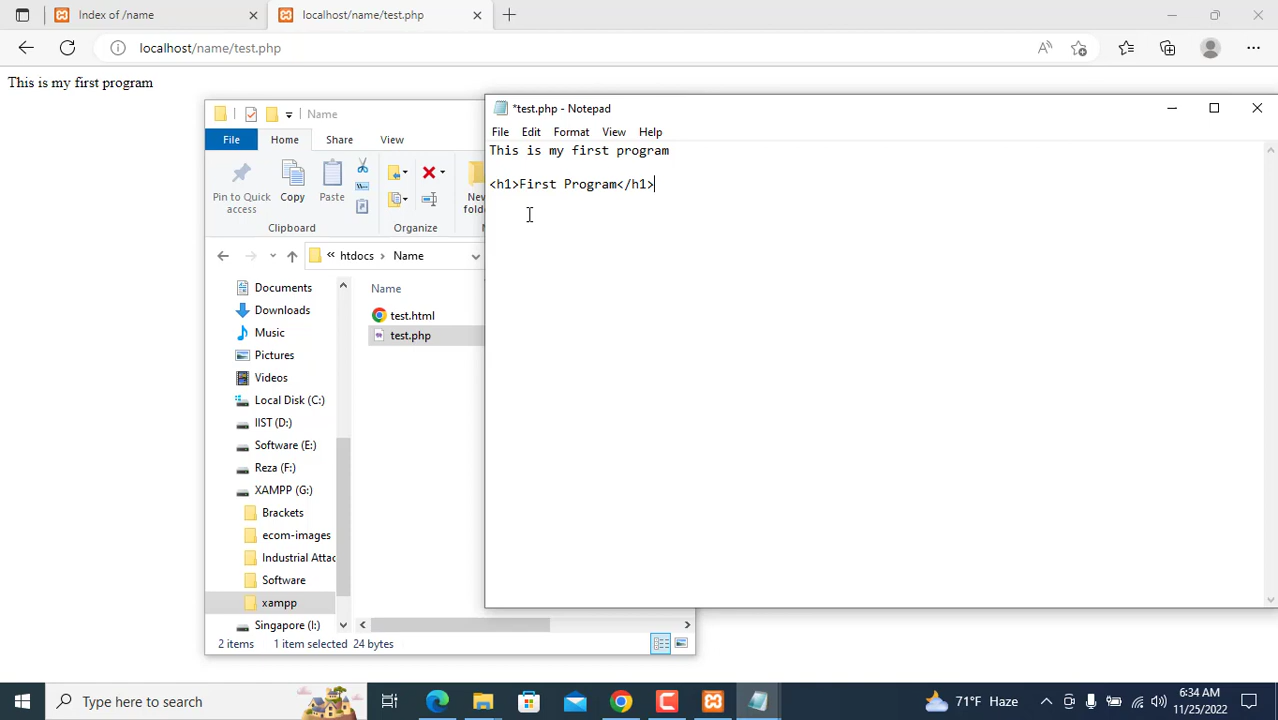 Index of /name
localhost/name/test.php
localhost/name/test.php
This is my first program
Name
File
Home
Share
View
Pin to Quick access
Copy
Paste
New
Clipboard
Organize
« htdocs > Name
Documents
Downloads
Music
Pictures
Videos
Local Disk (C:)
IIST (D:)
Software (E:)
Reza (F:)
XAMPP (G:)
Brackets
ecom-images
Industrial Attac
Software
xampp
Singapore (I:)
Name
test.html
test.php
2 items
1 item selected 24 bytes
*test.php - Notepad
File
Edit
Format
View
Help
This is my first program
<h1>First Program</h1>
Type here to search
71°F Haze
6:34 AM
11/25/2022